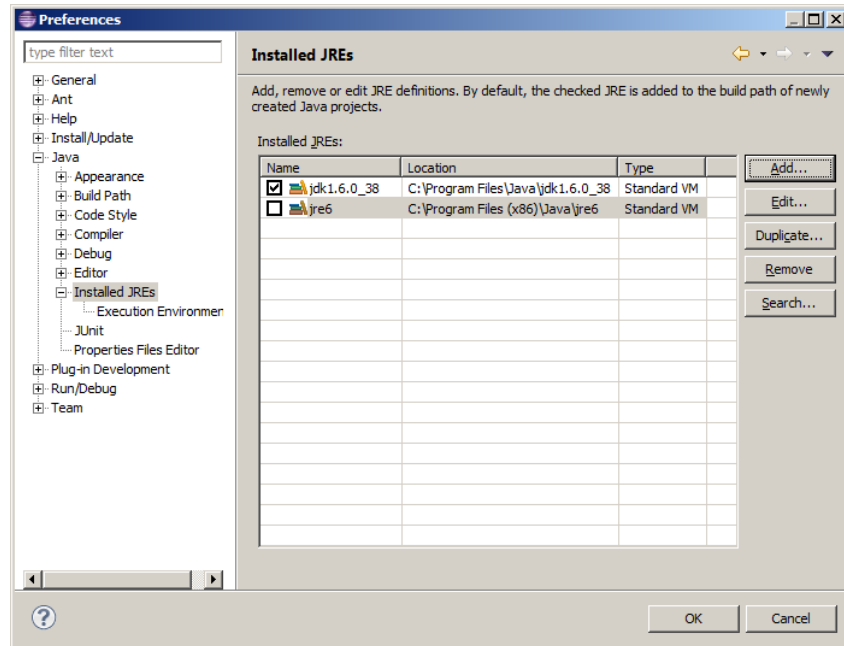 Preferences
type filter text
General
Ant
Help
Install/Update
Java
Appearance
Build Path
Code Style
Compiler
Debug
Editor
Installed JREs
Execution Environmen
JUnit
Properties Files Editor
Plug-in Development
Run/Debug
Team
Installed JREs
Add, remove or edit JRE definitions. By default, the checked JRE is added to the build path of newly
created Java projects.
Installed JREs:
Name Location Type
jdk1.6.0_38 C:\Program Files\Java\jdk1.6.0_38 Standard VM
jre6 C:\Program Files (x86)\Java\jre6 Standard VM
Add...
Edit...
Duplicate...
Remove
Search...
?
OK Cancel